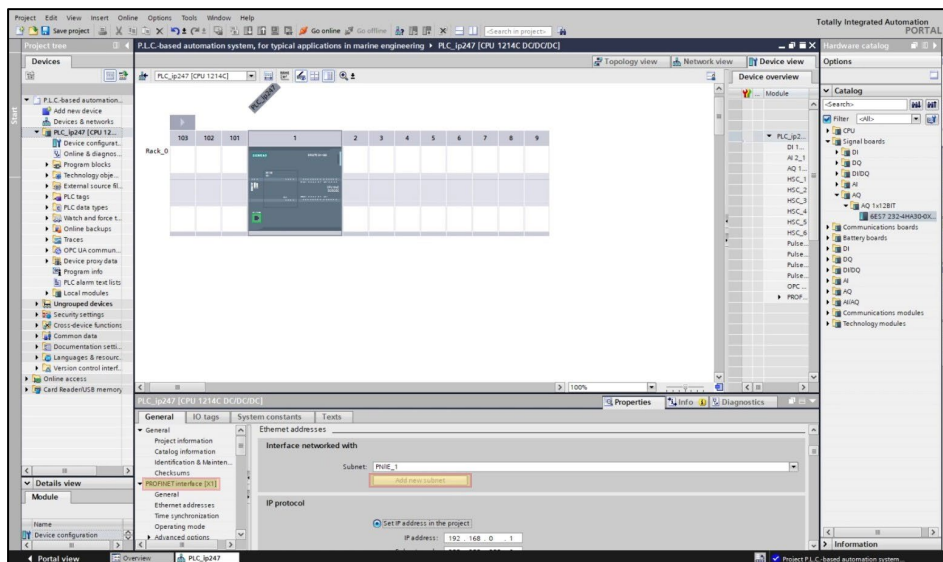 Project Edit View Insert Online Options Tools Window Help
Totally Integrated Automation
PORTAL
Save project
Go online
Go offline
<Search in project>
Project tree
P.L.C.-based automation system, for typical applications in marine engineering PLC_ip247 [CPU 1214C DC/DC/DC]
Hardware catalog
Devices
Topology view
Network view
Device view
Options
PLC_ip247 [CPU 1214C]
Device overview
Module
Catalog
<Search>
Filter
<All>
Start
P.L.C.-based automation...
Add new device
Devices & networks
PLC_ip247 [CPU 12...
Device configurat...
Online & diagnos...
Program blocks
Technology obje...
External source fil...
PLC tags
PLC data types
Watch and force t...
Online backups
Traces
OPC UA commun...
Device proxy data
Program info
PLC alarm text lists
Local modules
Ungrouped devices
Security settings
Cross-device functions
Common data
Documentation setti...
Languages & resourc...
Version control interf...
Online access
Card Reader/USB memory
PLC_ip247
103 102 101 1 2 3 4 5 6 7 8 9
Rack_0
SIEMENS
PLC_ip2...
DI 1...
AI 2_1
AQ 1...
HSC_1
HSC_2
HSC_3
HSC_4
HSC_5
HSC_6
Pulse...
Pulse...
Pulse...
Pulse...
OPC ...
PROF...
CPU
Signal boards
DI
DQ
DI/DQ
AI
AQ
AQ 1x12BIT
6ES7 232-4HA30-0X...
Communications boards
Battery boards
DI
DQ
DI/DQ
AI
AQ
AI/AQ
Communications modules
Technology modules
100%
PLC_ip247 [CPU 1214C DC/DC/DC]
Properties
Info
Diagnostics
General
IO tags
System constants
Texts
General
Project information
Catalog information
Identification & Mainten...
Checksums
PROFINET interface [X1]
General
Ethernet addresses
Time synchronization
Operating mode
Advanced options
Ethernet addresses
Interface networked with
Subnet: PN/IE_1
Add new subnet
IP protocol
Set IP address in the project
IP address: 192 . 168 . 0 . 1
Details view
Module
Name
Device configuration
Information
Portal view
Overview
PLC_ip247
Project P.L.C.-based automation system...